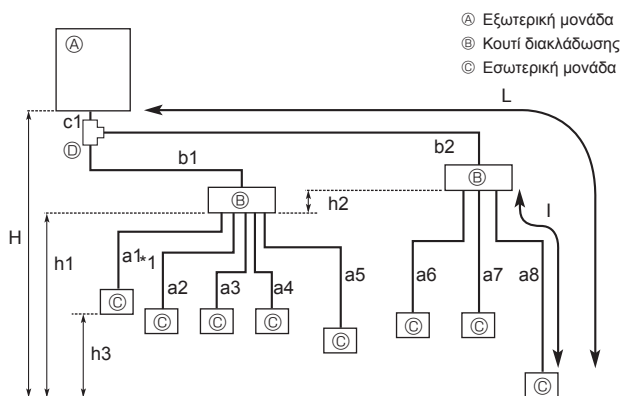 Ⓐ Εξωτερική μονάδα
Ⓑ Κουτί διακλάδωσης
Ⓒ Εσωτερική μονάδα
Ⓐ
L
c1
Ⓓ
b1
b2
Ⓑ
Ⓑ
h2
H
h1
a1*1
a2
a3
a4
a5
a6
a7
a8
l
Ⓒ
Ⓒ
Ⓒ
Ⓒ
Ⓒ
Ⓒ
Ⓒ
h3
Ⓒ